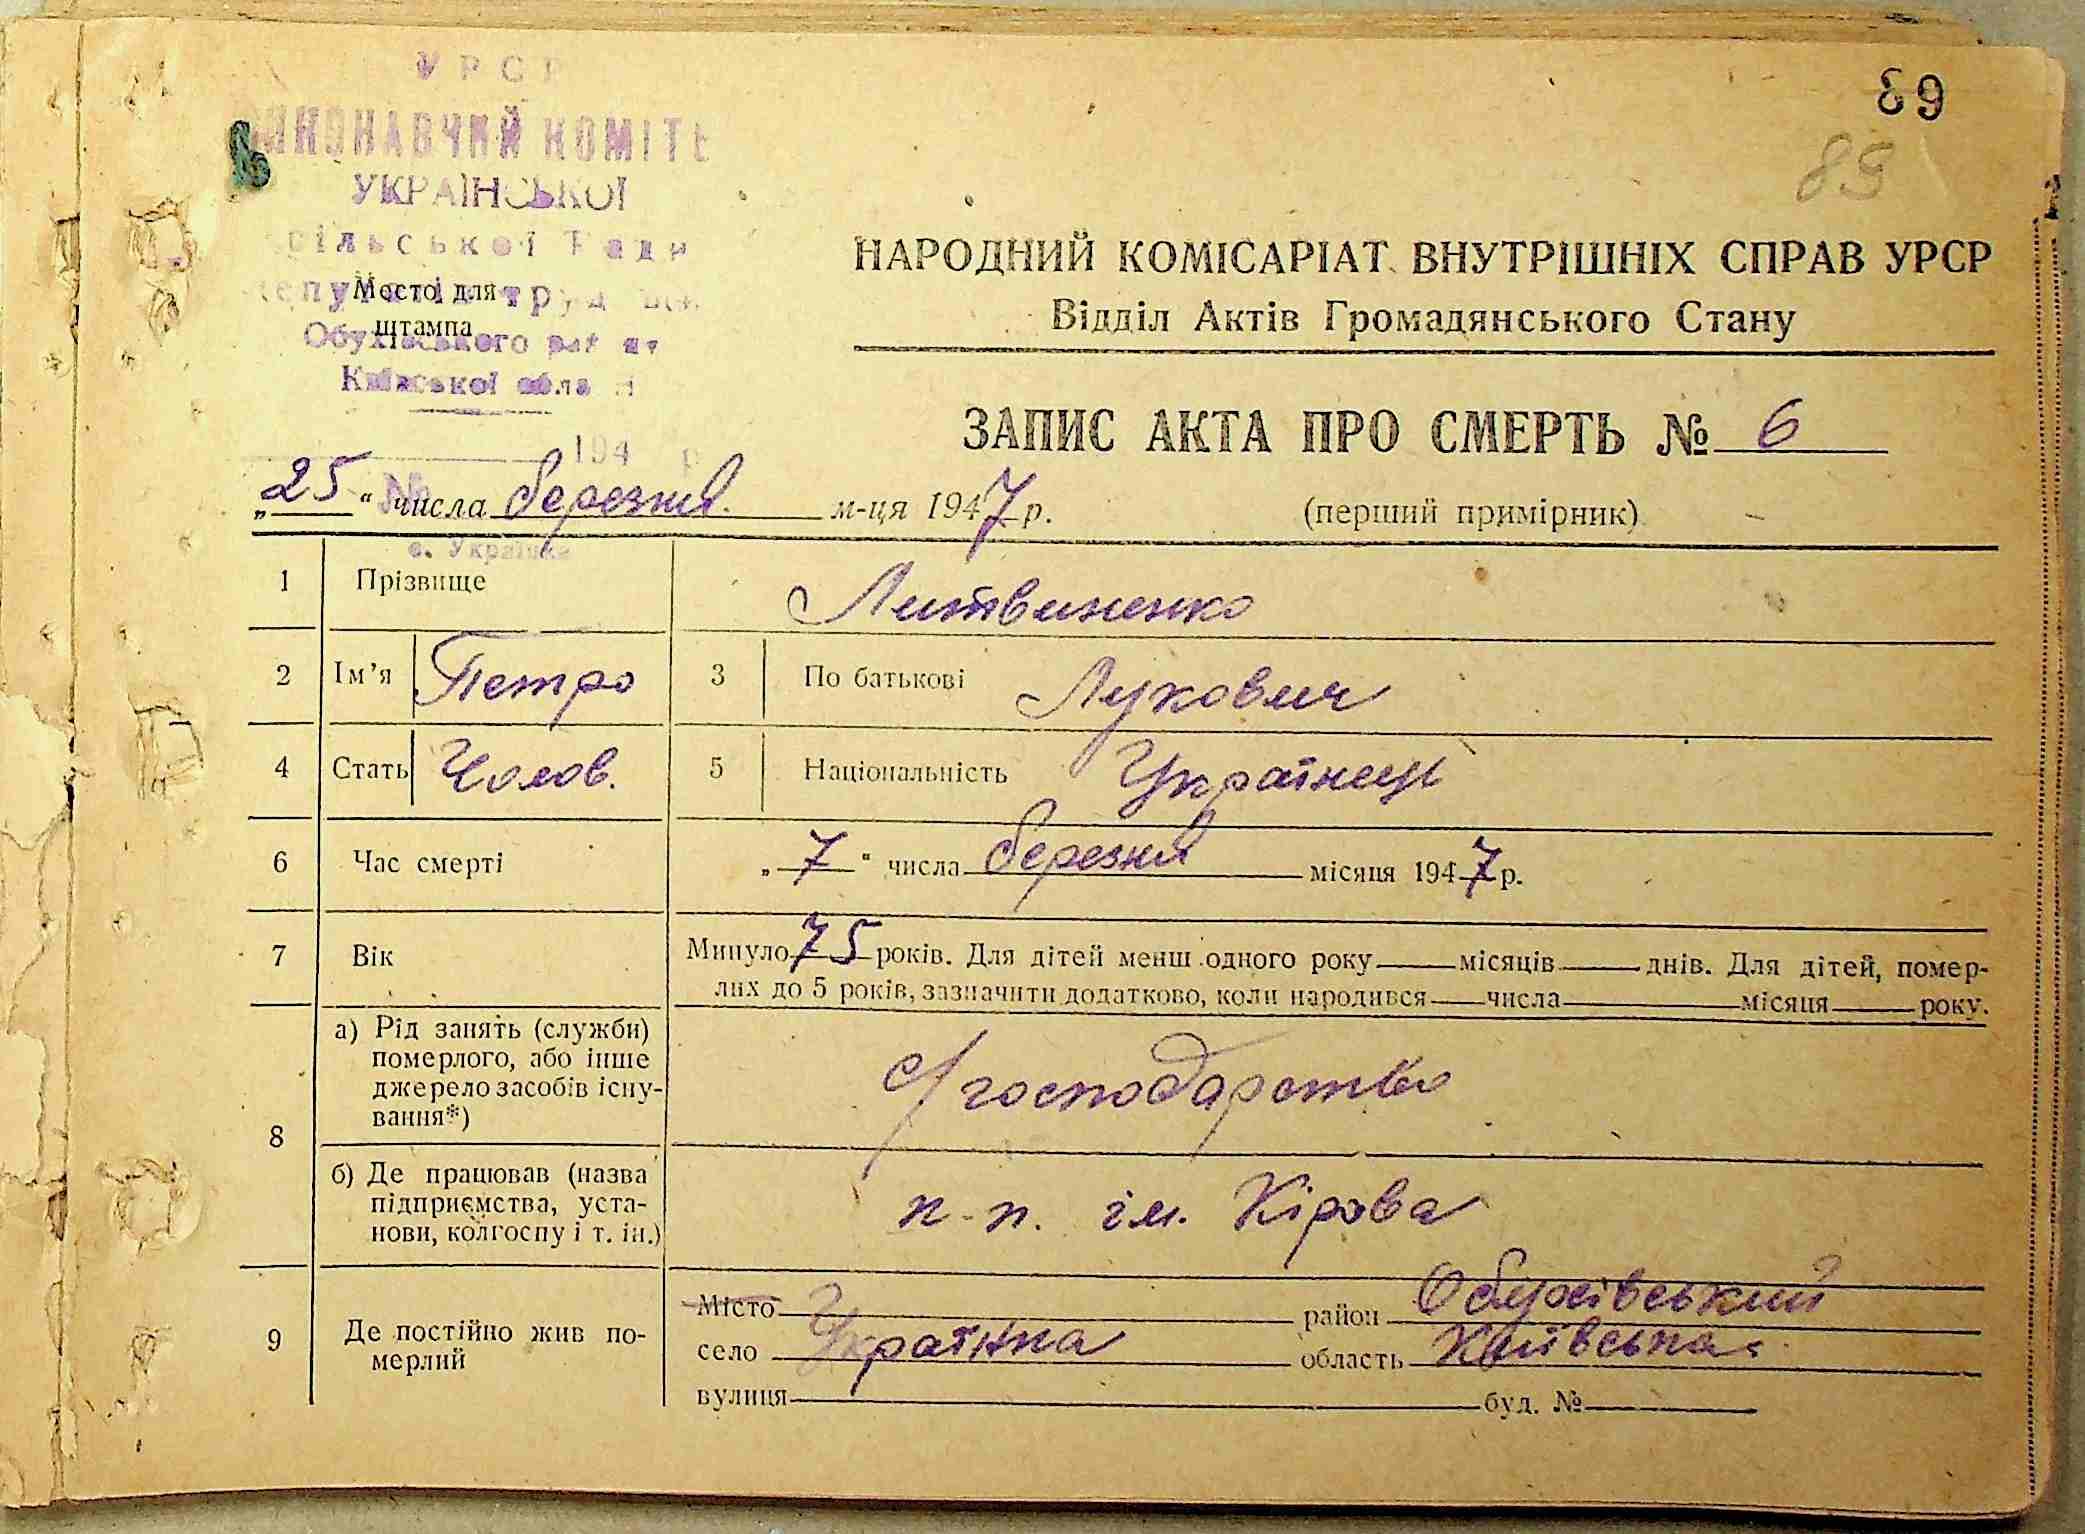 УРСР
ВИКОНАВЧИЙ КОМІТЕ
УКРАЇНСЬКОЇ
сільської Ради
Место для
штампа
Обухівського
Київської
194 р
№
с. Українка
89
89
НАРОДНИЙ КОМІСАРІАТ ВНУТРІШНІХ СПРАВ УРСР
Відділ Актів Громадянського Стану
ЗАПИС АКТА ПРО СМЕРТЬ № 6
„25“ числа березня м-ця 1947 р.
(перший примірник)
1 Прізвище Литвиненко
2 Ім'я Петро 3 По батькові Лукович
4 Стать Чолов. 5 Національність Українець
6 Час смерті „7“ числа березня місяця 1947 р.
7 Вік Минуло 75 років. Для дітей менш одного року місяців днів. Для дітей, помер-
лих до 5 років, зазначити додатково, коли народився числа місяця року.
8
а) Рід занять (служби)
померлого, або інше
джерело засобів існу-
вання*)
С/господарство
б) Де працював (назва
підприємства, уста-
нови, колгоспу і т. ін.)
к-п. ім. Кірова
9 Де постійно жив по-
мерлий
Місто район Обухівський
село Українка область Київська
вулиця буд. №